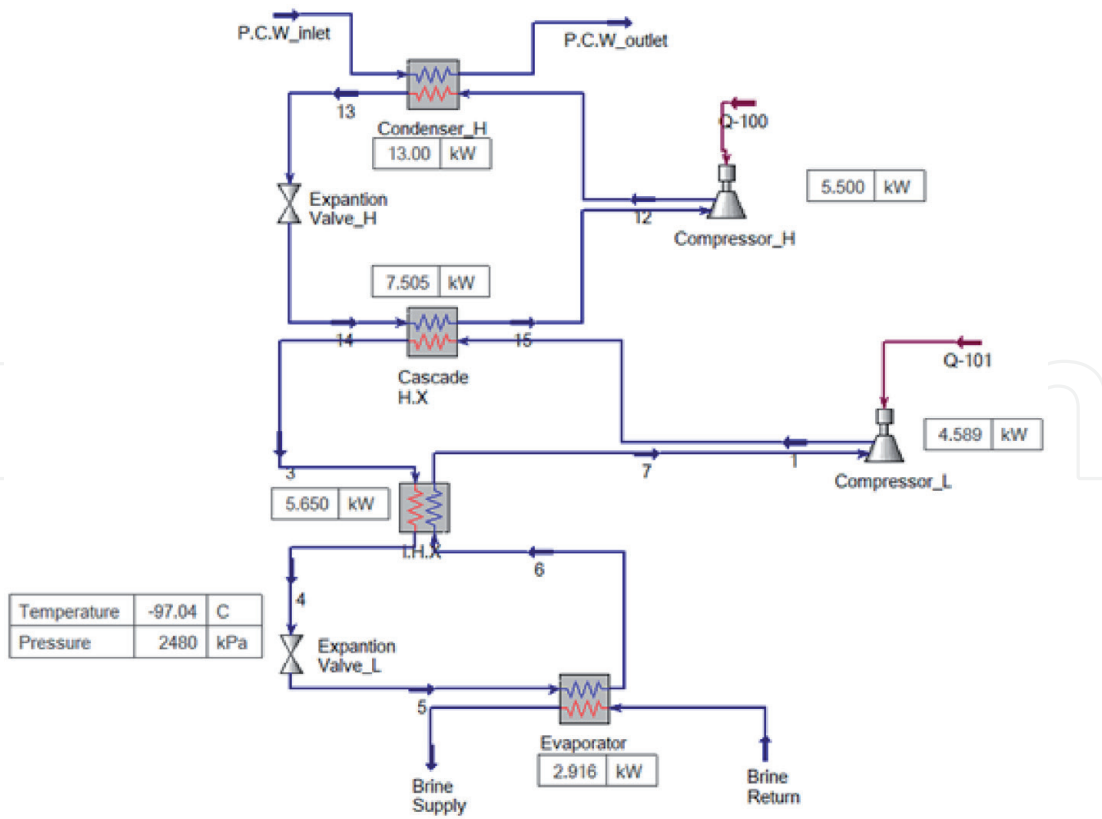 P.C.W_inlet
P.C.W_outlet
13
Condenser_H
13.00 kW
Q-100
5.500 kW
12
Compressor_H
Expantion
Valve_H
7.505 kW
14
15
Cascade
H.X
Q-101
4.589 kW
3
7
1
Compressor_L
5.650 kW
I.H.X
6
4
Temperature -97.04 C
Pressure 2480 kPa
Expantion
Valve_L
5
Evaporator
2.916 kW
Brine
Supply
Brine
Return